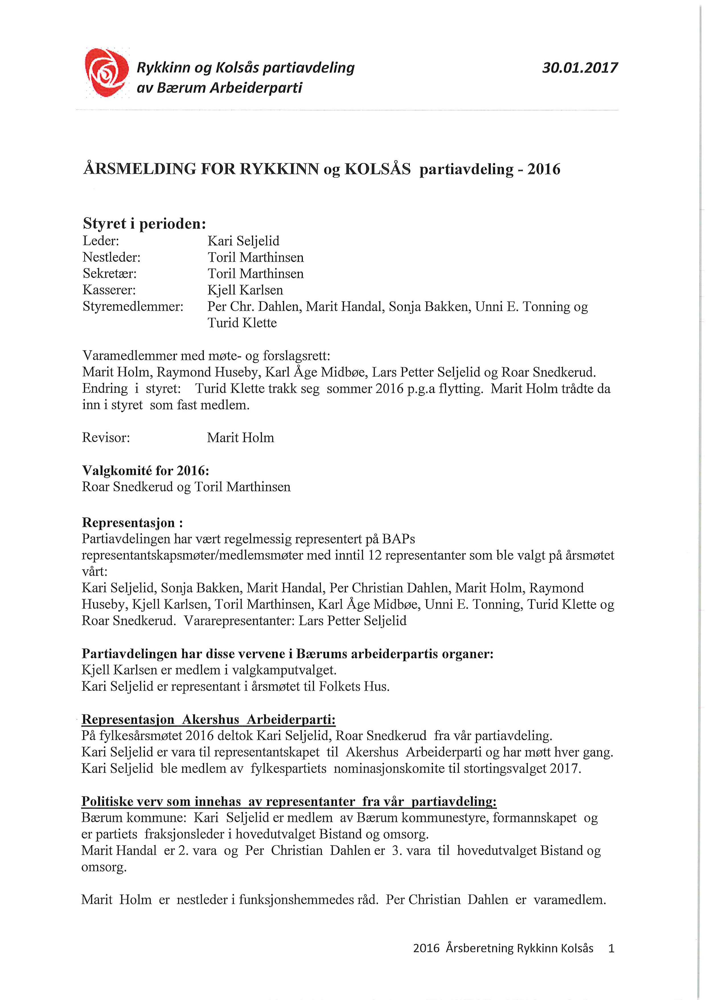 Rykkinn og Kolsås partiavdeling 30.01.2017
av Bærum Arbeiderparti
ÅRSMELDING FOR RYKKINN og KOLSÅS partiavdeling - 2016
Styret i perioden:
Leder: Kari Seljelid
Nestleder: Toril Marthinsen
Sekretær: Toril Marthinsen
Kasserer: Kjell Karlsen
Styremedlemmer: Per Chr. Dahlen, Marit Handal, Sonja Bakken, Unni E. Tonning og
Turid Klette
Varamedlemmer med møte- og forslagsrett:
Marit Holm, Raymond Huseby, Karl Åge Midbøe, Lars Petter Seljelid og Roar Snedkerud.
Endring i styret: Turid Klette trakk seg sommer 2016 p.g.a flytting. Marit Holm trådte da
inn i styret som fast medlem.
Revisor: Marit Holm
Valgkomité for 2016:
Roar Snedkerud og Toril Marthinsen
Representasjon :
Partiavdelingen har vært regelmessig representert på BAPs
representantskapsmøter/medlemsmøter med inntil 12 representanter som ble valgt på årsmøtet
vårt:
Kari Seljelid, Sonja Bakken, Marit Handal, Per Christian Dahlen, Marit Holm, Raymond
Huseby, Kjell Karlsen, Toril Marthinsen, Karl Åge Midbøe, Unni E. Tonning, Turid Klette og
Roar Snedkerud. Vararepresentanter: Lars Petter Seljelid
Partiavdelingen har disse vervene i Bærums arbeiderpartis organer:
Kjell Karlsen er medlem i valgkamputvalget.
Kari Seljelid er representant i årsmøtet til Folkets Hus.
Representasjon Akershus Arbeiderparti:
På fylkesårsmøtet 2016 deltok Kari Seljelid, Roar Snedkerud fra vår partiavdeling.
Kari Seljelid er vara til representantskapet til Akershus Arbeiderparti og har møtt hver gang.
Kari Seljelid ble medlem av fylkespartiets nominasjonskomite til stortingsvalget 2017.
Politiske verv som innehas av representanter fra vår partiavdeling:
Bærum kommune: Kari Seljelid er medlem av Bærum kommunestyre, formannskapet og
er partiets fraksjonsleder i hovedutvalget Bistand og omsorg.
Marit Handal er 2. vara og Per Christian Dahlen er 3. vara til hovedutvalget Bistand og
omsorg.
Marit Holm er nestleder i funksjonshemmedes råd. Per Christian Dahlen er varamedlem.
2016 Årsberetning Rykkinn Kolsås 1